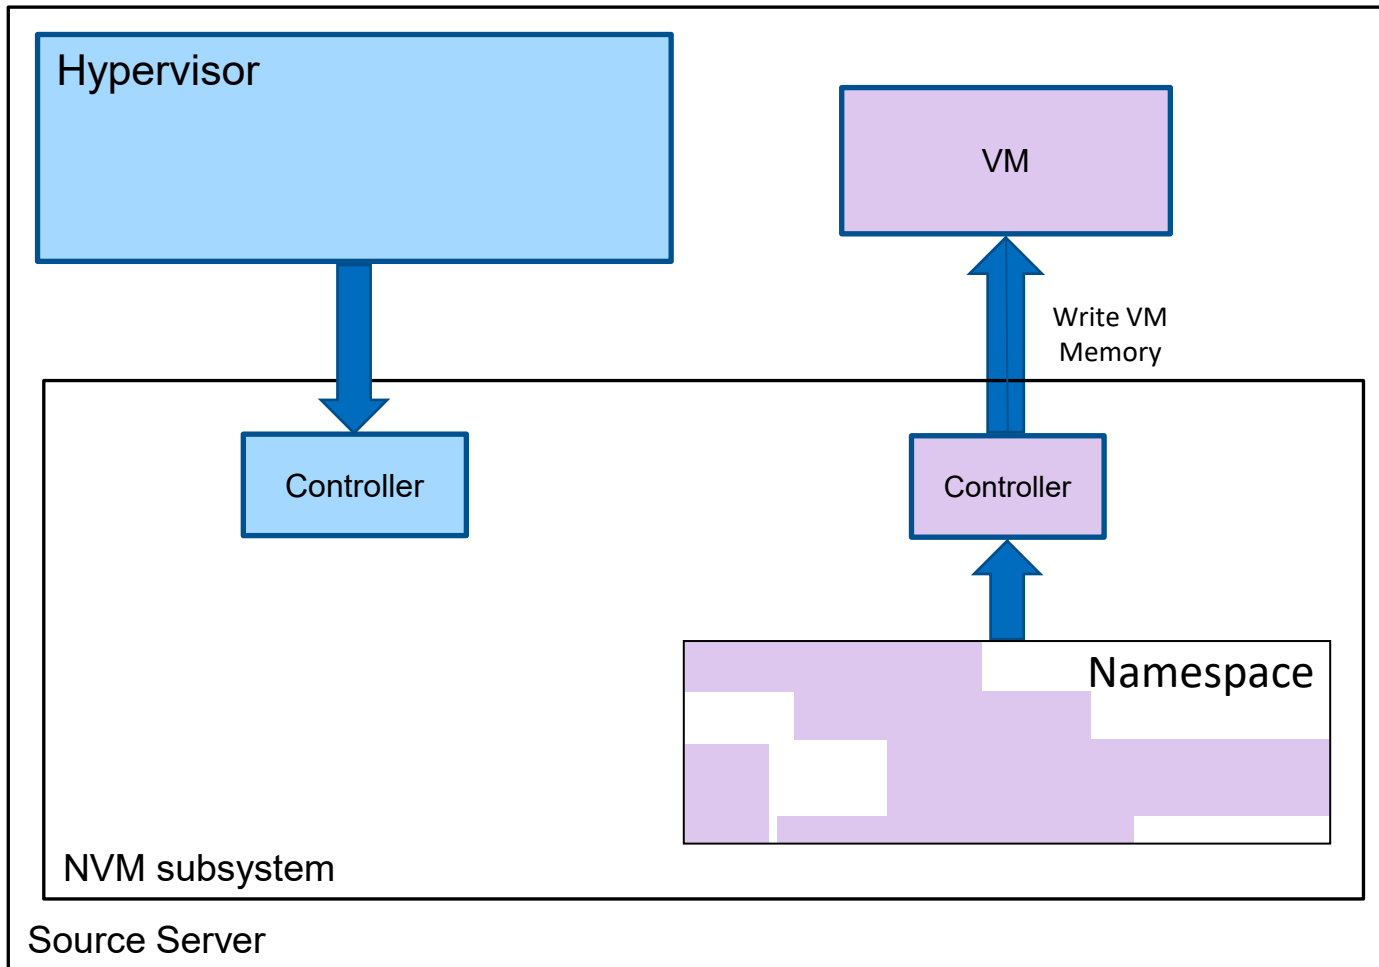 Hypervisor
VM
Write VM
Memory
Controller
Controller
Namespace
NVM subsystem
Source Server